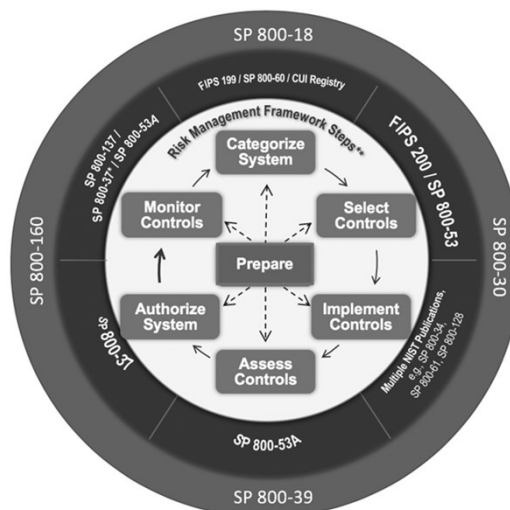 SP 800-18
FIPS 199 / SP 800-60 / CUI Registry
Risk Management Framework Steps*+
SP 800-137 /
SP 800-37* / SP 800-53A
FIPS 200 / SP 800-53
Categorize
System
Monitor
Controls
Select
Controls
SP 800-160
Prepare
SP 800-30
Authorize
System
Implement
Controls
Assess
Controls
SP 800-37
Multiple NIST Publications,
e.g., SP 800-34,
SP 800-61, SP 800-128
SP 800-53A
SP 800-39